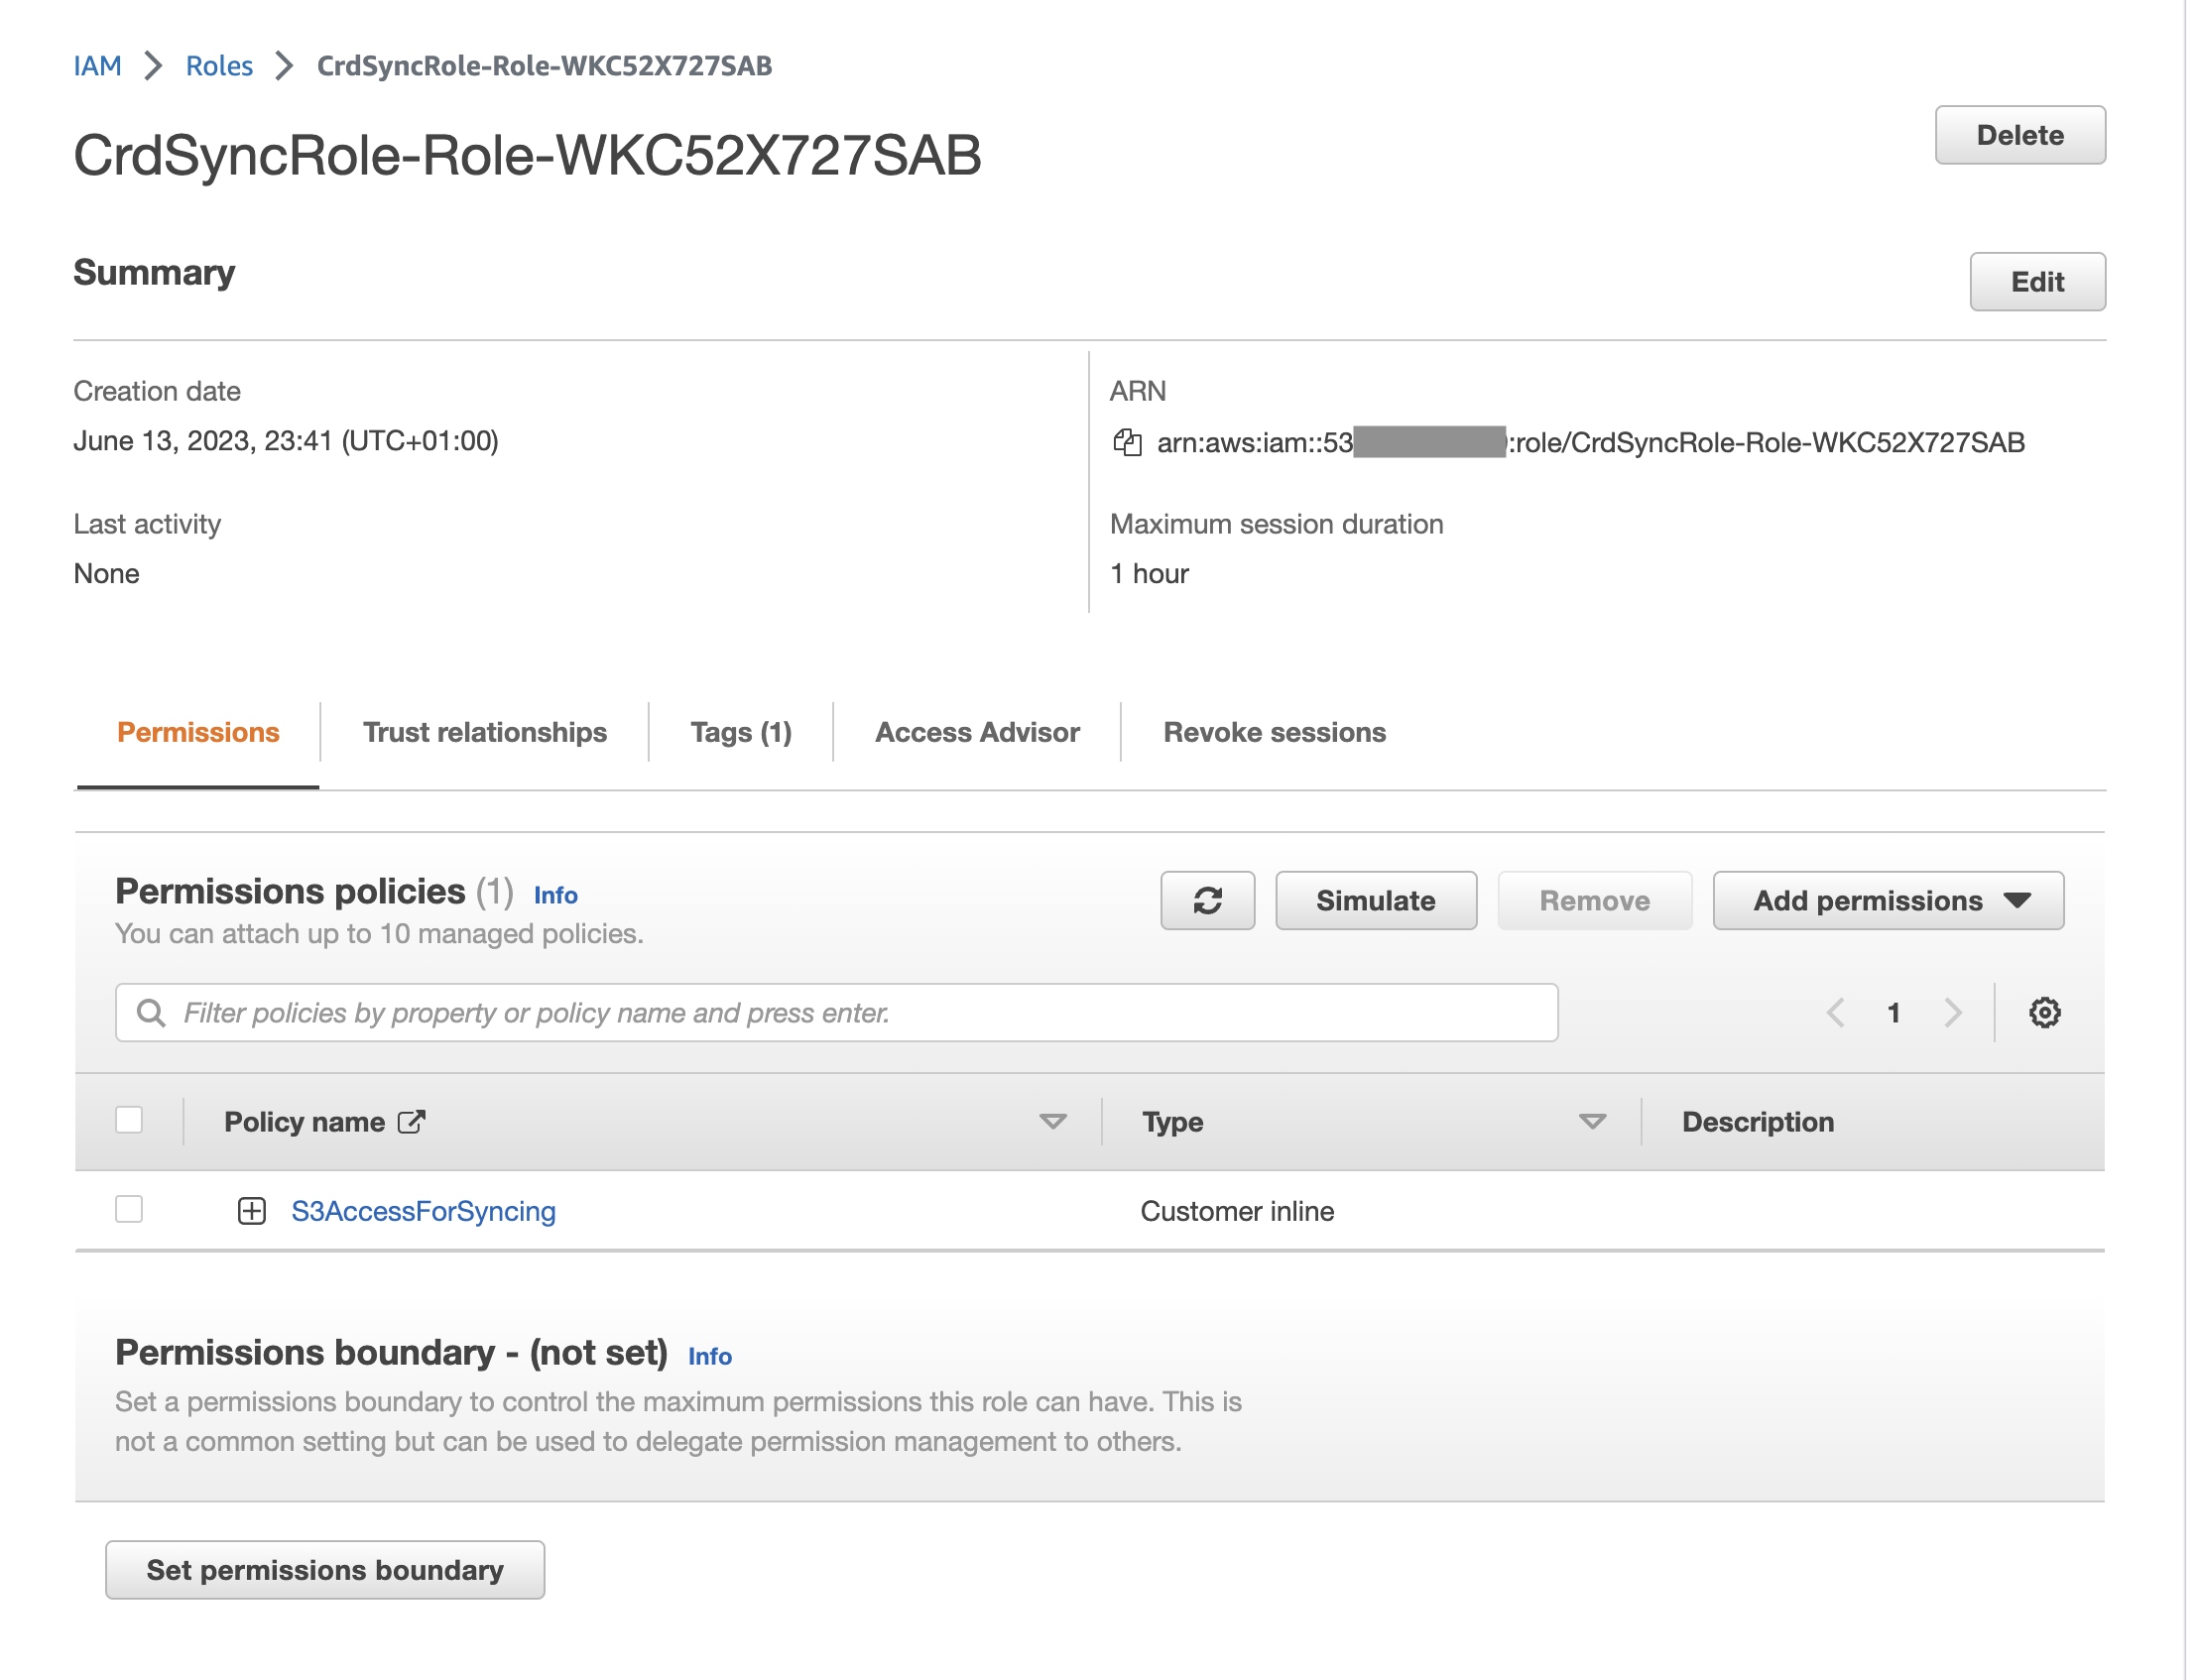 IAM > Roles > CrdSyncRole-Role-WKC52X727SAB
CrdSyncRole-Role-WKC52X727SAB
Delete
Summary
Edit
Creation date
June 13, 2023, 23:41 (UTC+01:00)
ARN
arn:aws:iam::53 :role/CrdSyncRole-Role-WKC52X727SAB
Last activity
None
Maximum session duration
1 hour
Permissions
Trust relationships
Tags (1)
Access Advisor
Revoke sessions
Permissions policies (1) Info
You can attach up to 10 managed policies.
Simulate
Remove
Add permissions
Filter policies by property or policy name and press enter.
1
Policy name
Type
Description
S3AccessForSyncing
Customer inline
Permissions boundary - (not set) Info
Set a permissions boundary to control the maximum permissions this role can have. This is
not a common setting but can be used to delegate permission management to others.
Set permissions boundary